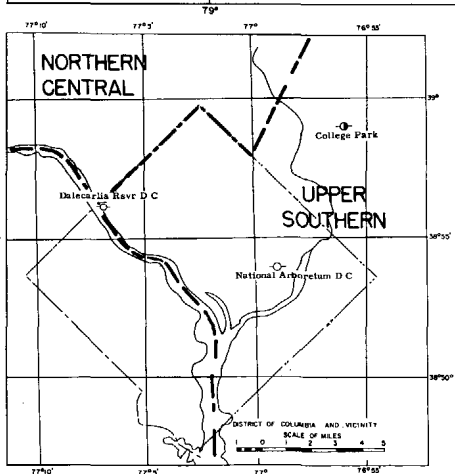 79°
77°10' 77°5' 77° 76°55'
NORTHERN
CENTRAL
39°
College Park
Dalecarlia Rsvr D C
UPPER
SOUTHERN
38°55'
National Arboretum D C
38°50'
DISTRICT OF COLUMBIA AND VICINITY
SCALE OF MILES
1 0 1 2 3 4 5
77°10' 77°5' 77° 76°55'